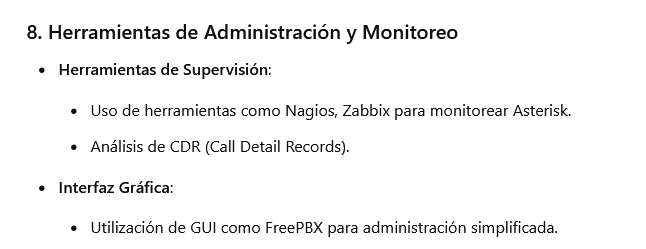 8. Herramientas de Administración y Monitoreo
• Herramientas de Supervisión:
• Uso de herramientas como Nagios, Zabbix para monitorear Asterisk.
• Análisis de CDR (Call Detail Records).
• Interfaz Gráfica:
• Utilización de GUI como FreePBX para administración simplificada.